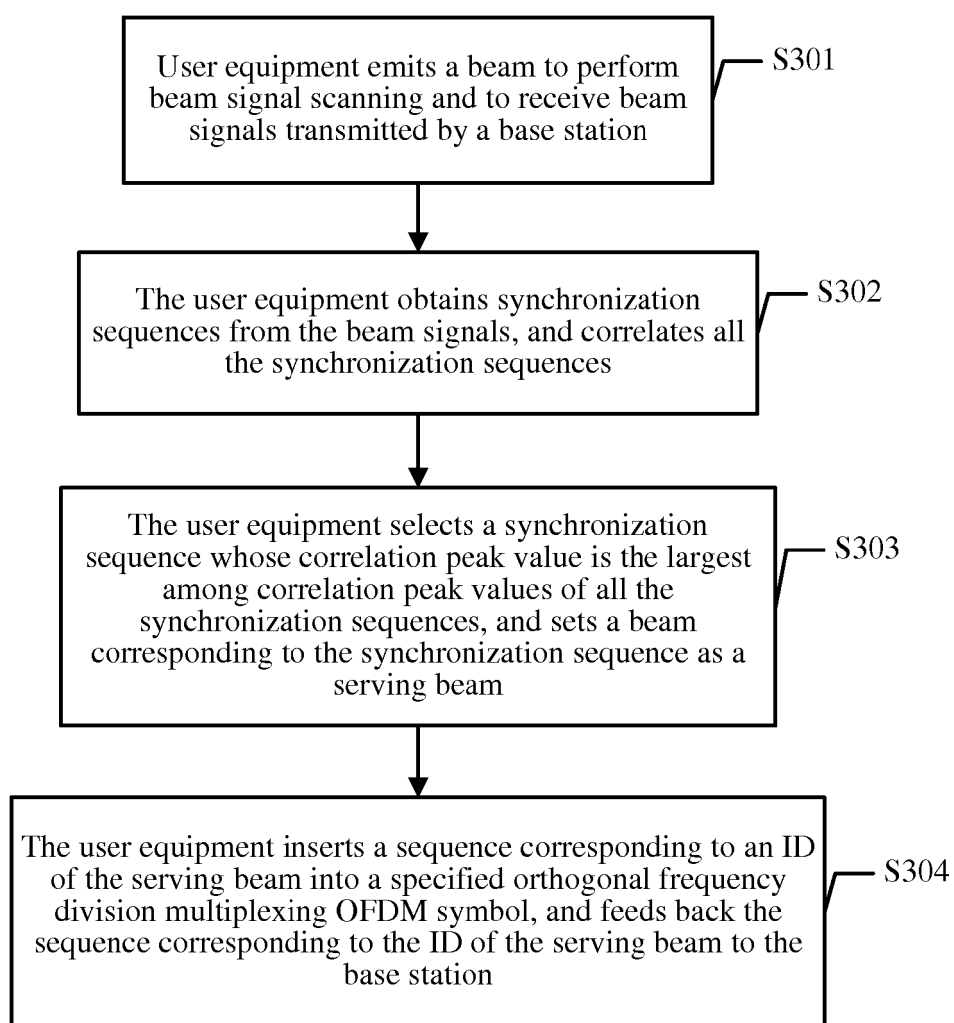 User equipment emits a beam to perform
beam signal scanning and to receive beam
signals transmitted by a base station
S301
The user equipment obtains synchronization
sequences from the beam signals, and correlates all
the synchronization sequences
S302
The user equipment selects a synchronization
sequence whose correlation peak value is the largest
among correlation peak values of all the
synchronization sequences, and sets a beam
corresponding to the synchronization sequence as a
serving beam
S303
The user equipment inserts a sequence corresponding to an ID
of the serving beam into a specified orthogonal frequency
division multiplexing OFDM symbol, and feeds back the
sequence corresponding to the ID of the serving beam to the
base station
S304